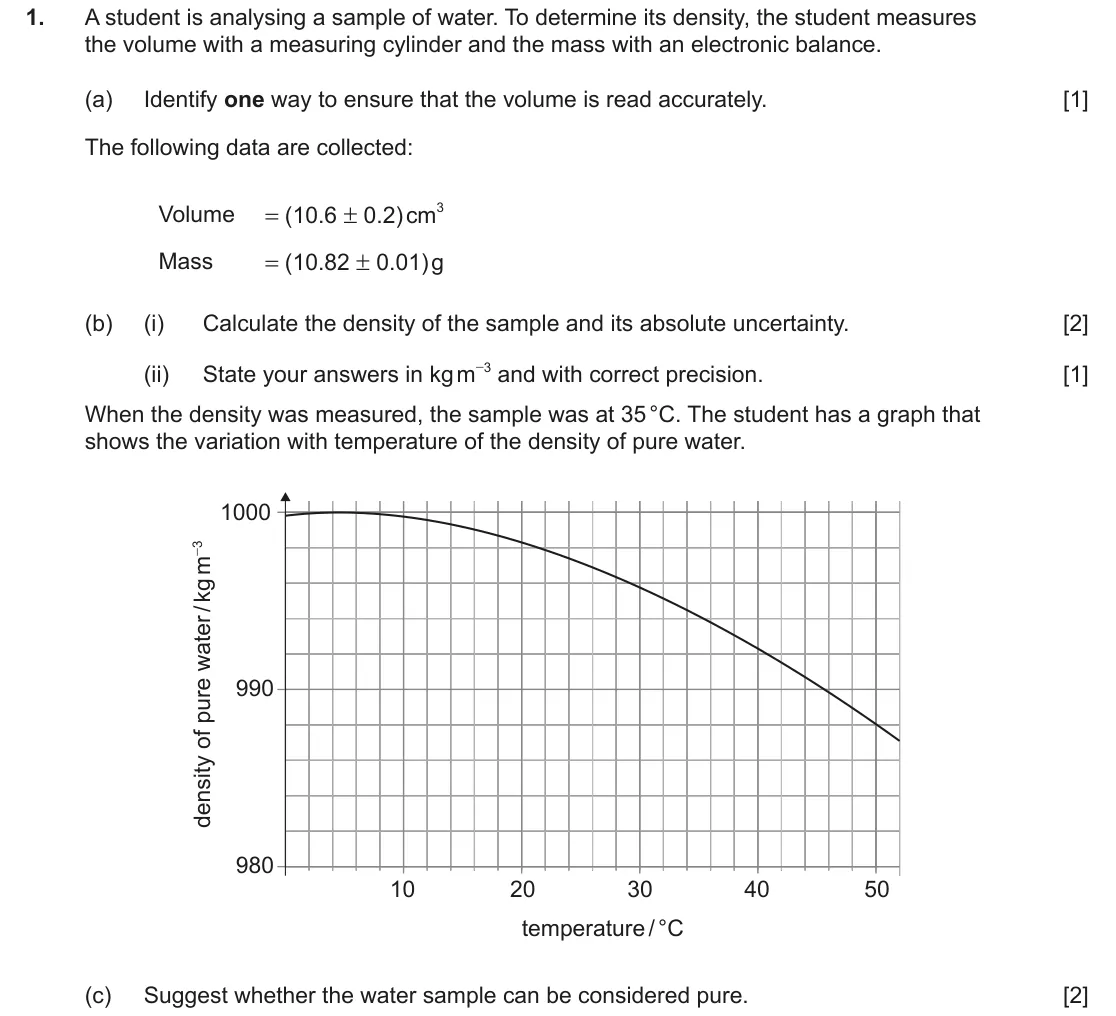 1. A student is analysing a sample of water. To determine its density, the student measures
the volume with a measuring cylinder and the mass with an electronic balance.
(a) Identify one way to ensure that the volume is read accurately. [1]
The following data are collected:
Volume = (10.6 ± 0.2) cm³
Mass = (10.82 ± 0.01) g
(b) (i) Calculate the density of the sample and its absolute uncertainty. [2]
(ii) State your answers in kg m⁻³ and with correct precision. [1]
When the density was measured, the sample was at 35 °C. The student has a graph that
shows the variation with temperature of the density of pure water.
density of pure water / kg m⁻³
1000
990
980
10 20 30 40 50
temperature / °C
(c) Suggest whether the water sample can be considered pure. [2]